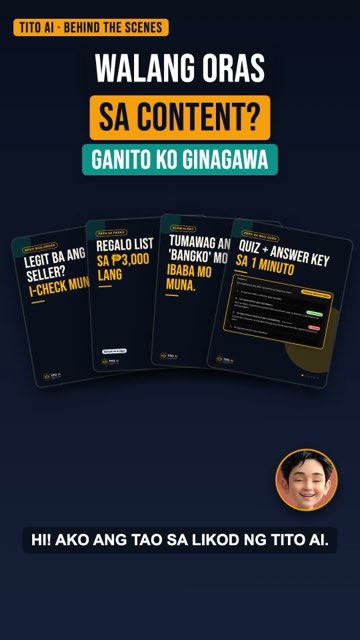 TITO AI · BEHIND THE SCENES
WALANG ORAS
SA CONTENT?
GANITO KO GINAGAWA
LEGIT BA ANG
SELLER?
I-CHECK MUN
REGALO LIST
SA ₱3,000
LANG
TUMAWAG AN
'BANGKO' MO
IBABA MO
MUNA.
QUIZ + ANSWER KEY
SA 1 MINUTO
HI! AKO ANG TAO SA LIKOD NG TITO AI.